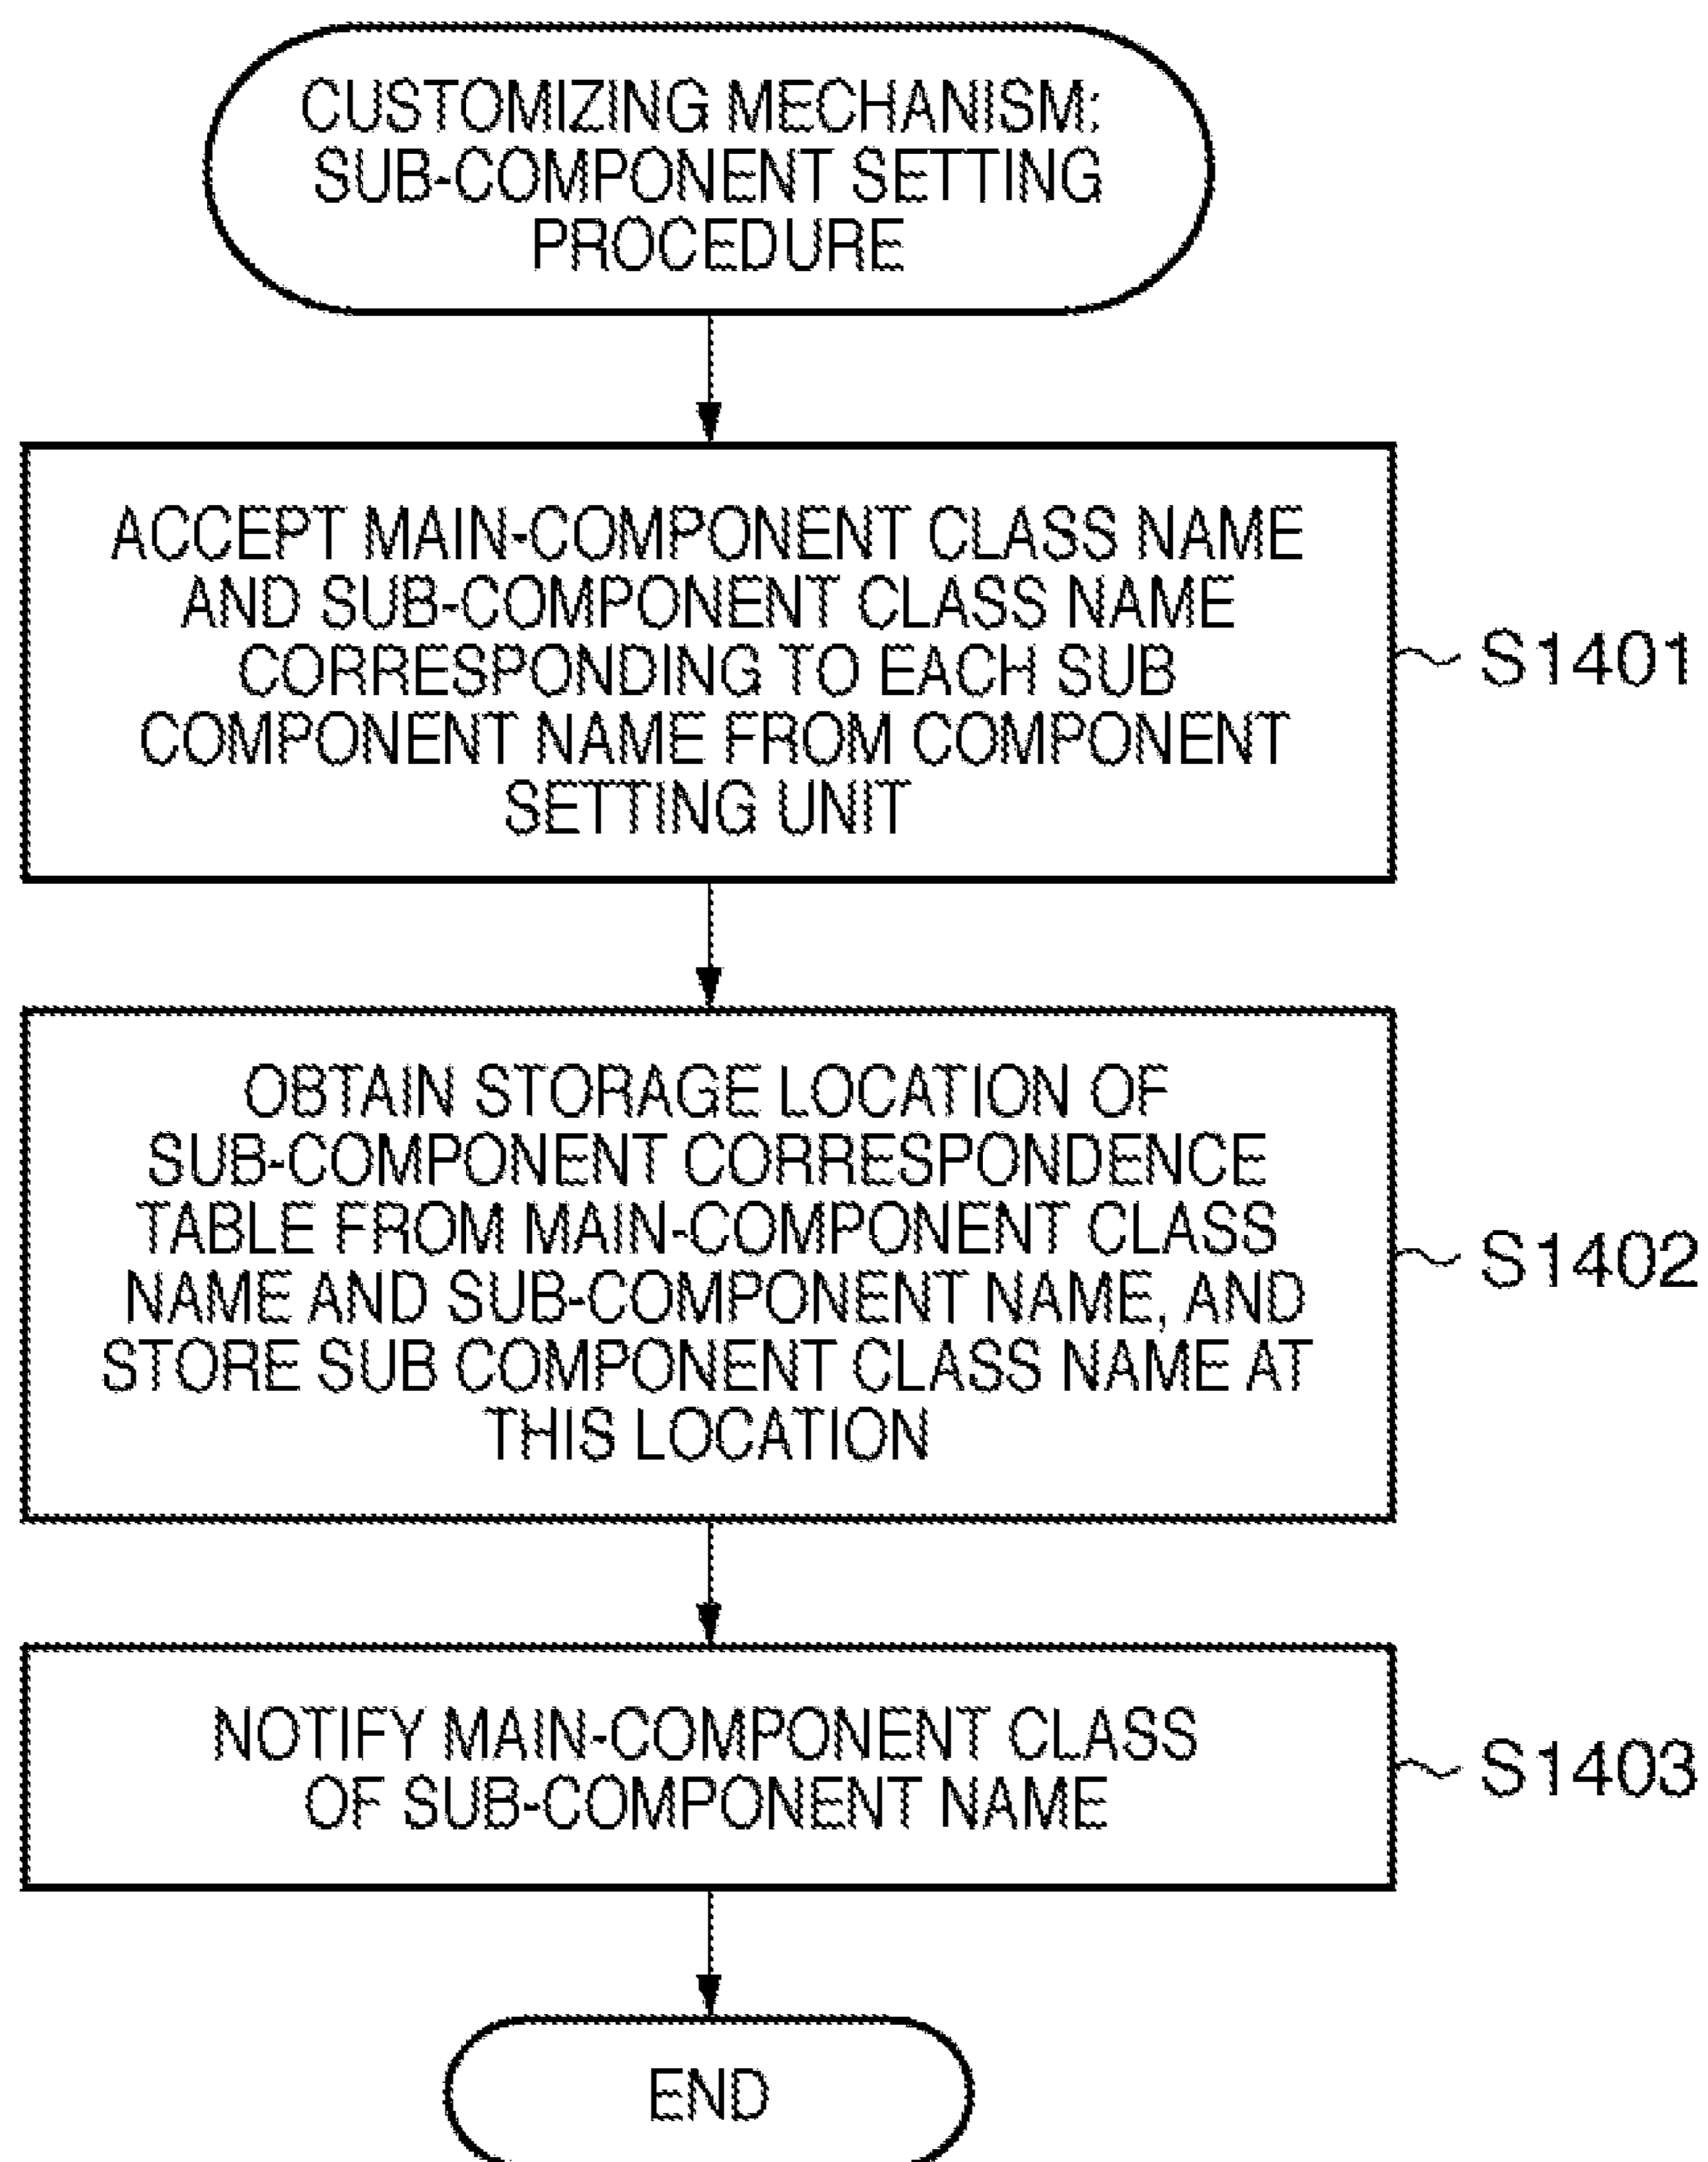 CUSTOMIZING MECHANISM:
SUB-COMPONENT SETTING
PROCEDURE
ACCEPT MAIN-COMPONENT CLASS NAME
AND SUB-COMPONENT CLASS NAME
CORRESPONDING TO EACH SUB
COMPONENT NAME FROM COMPONENT
SETTING UNIT
S1401
OBTAIN STORAGE LOCATION OF
SUB-COMPONENT CORRESPONDENCE
TABLE FROM MAIN-COMPONENT CLASS
NAME AND SUB-COMPONENT NAME, AND
STORE SUB COMPONENT CLASS NAME AT
THIS LOCATION
S1402
NOTIFY MAIN-COMPONENT CLASS
OF SUB-COMPONENT NAME
S1403
END